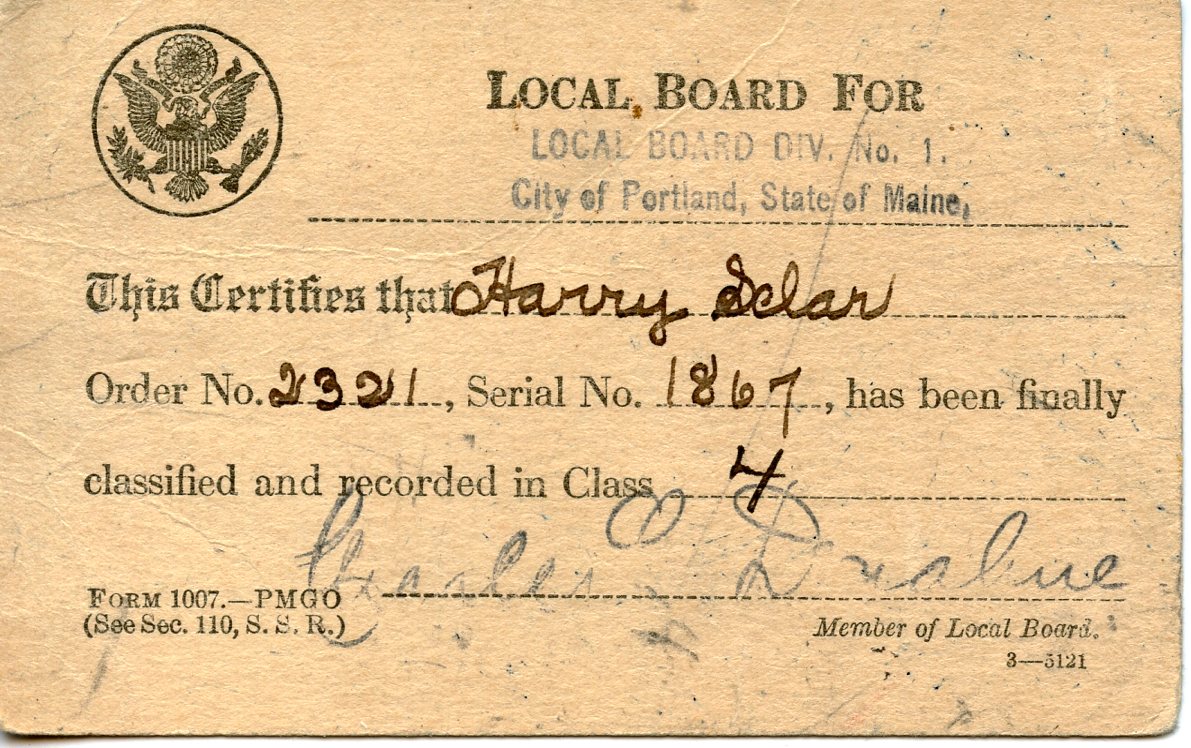 LOCAL BOARD FOR
LOCAL BOARD DIV. No. 1.
City of Portland, State of Maine,
This Certifies that Harry Sclar
Order No. 2321, Serial No. 1867, has been finally
classified and recorded in Class 4
Charles O Donahue
FORM 1007.—PMGO
(See Sec. 110, S. S. R.)
Member of Local Board.
3—5121